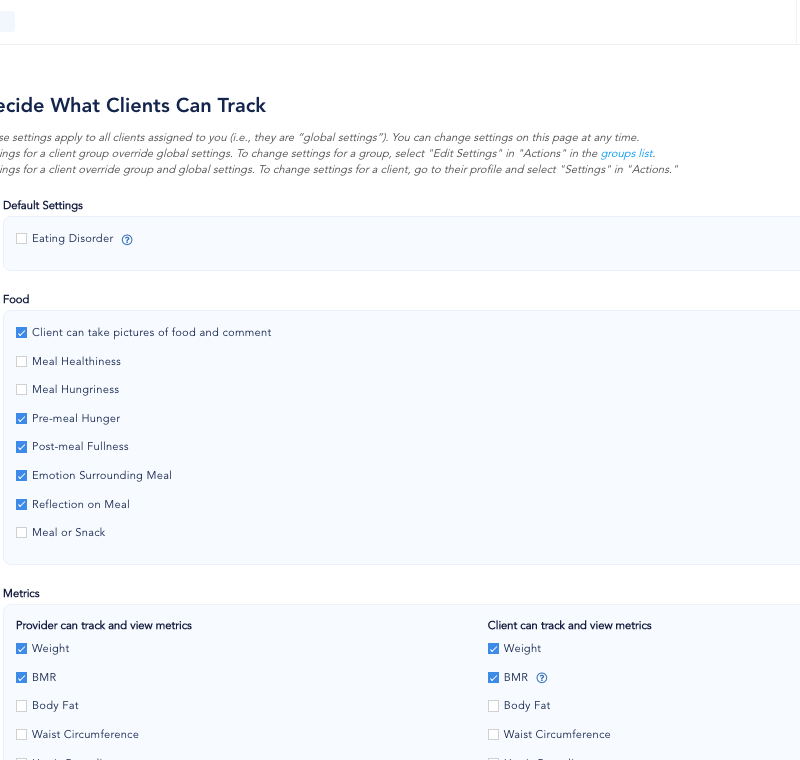 ecide What Clients Can Track
se settings apply to all clients assigned to you (i.e., they are “global settings”). You can change settings on this page at any time.
ings for a client group override global settings. To change settings for a group, select "Edit Settings" in "Actions" in the groups list.
ings for a client override group and global settings. To change settings for a client, go to their profile and select "Settings" in "Actions."
Default Settings
Eating Disorder ?
Food
Client can take pictures of food and comment
Meal Healthiness
Meal Hungriness
Pre-meal Hunger
Post-meal Fullness
Emotion Surrounding Meal
Reflection on Meal
Meal or Snack
Metrics
Provider can track and view metrics
Client can track and view metrics
Weight
Weight
BMR
BMR ?
Body Fat
Body Fat
Waist Circumference
Waist Circumference